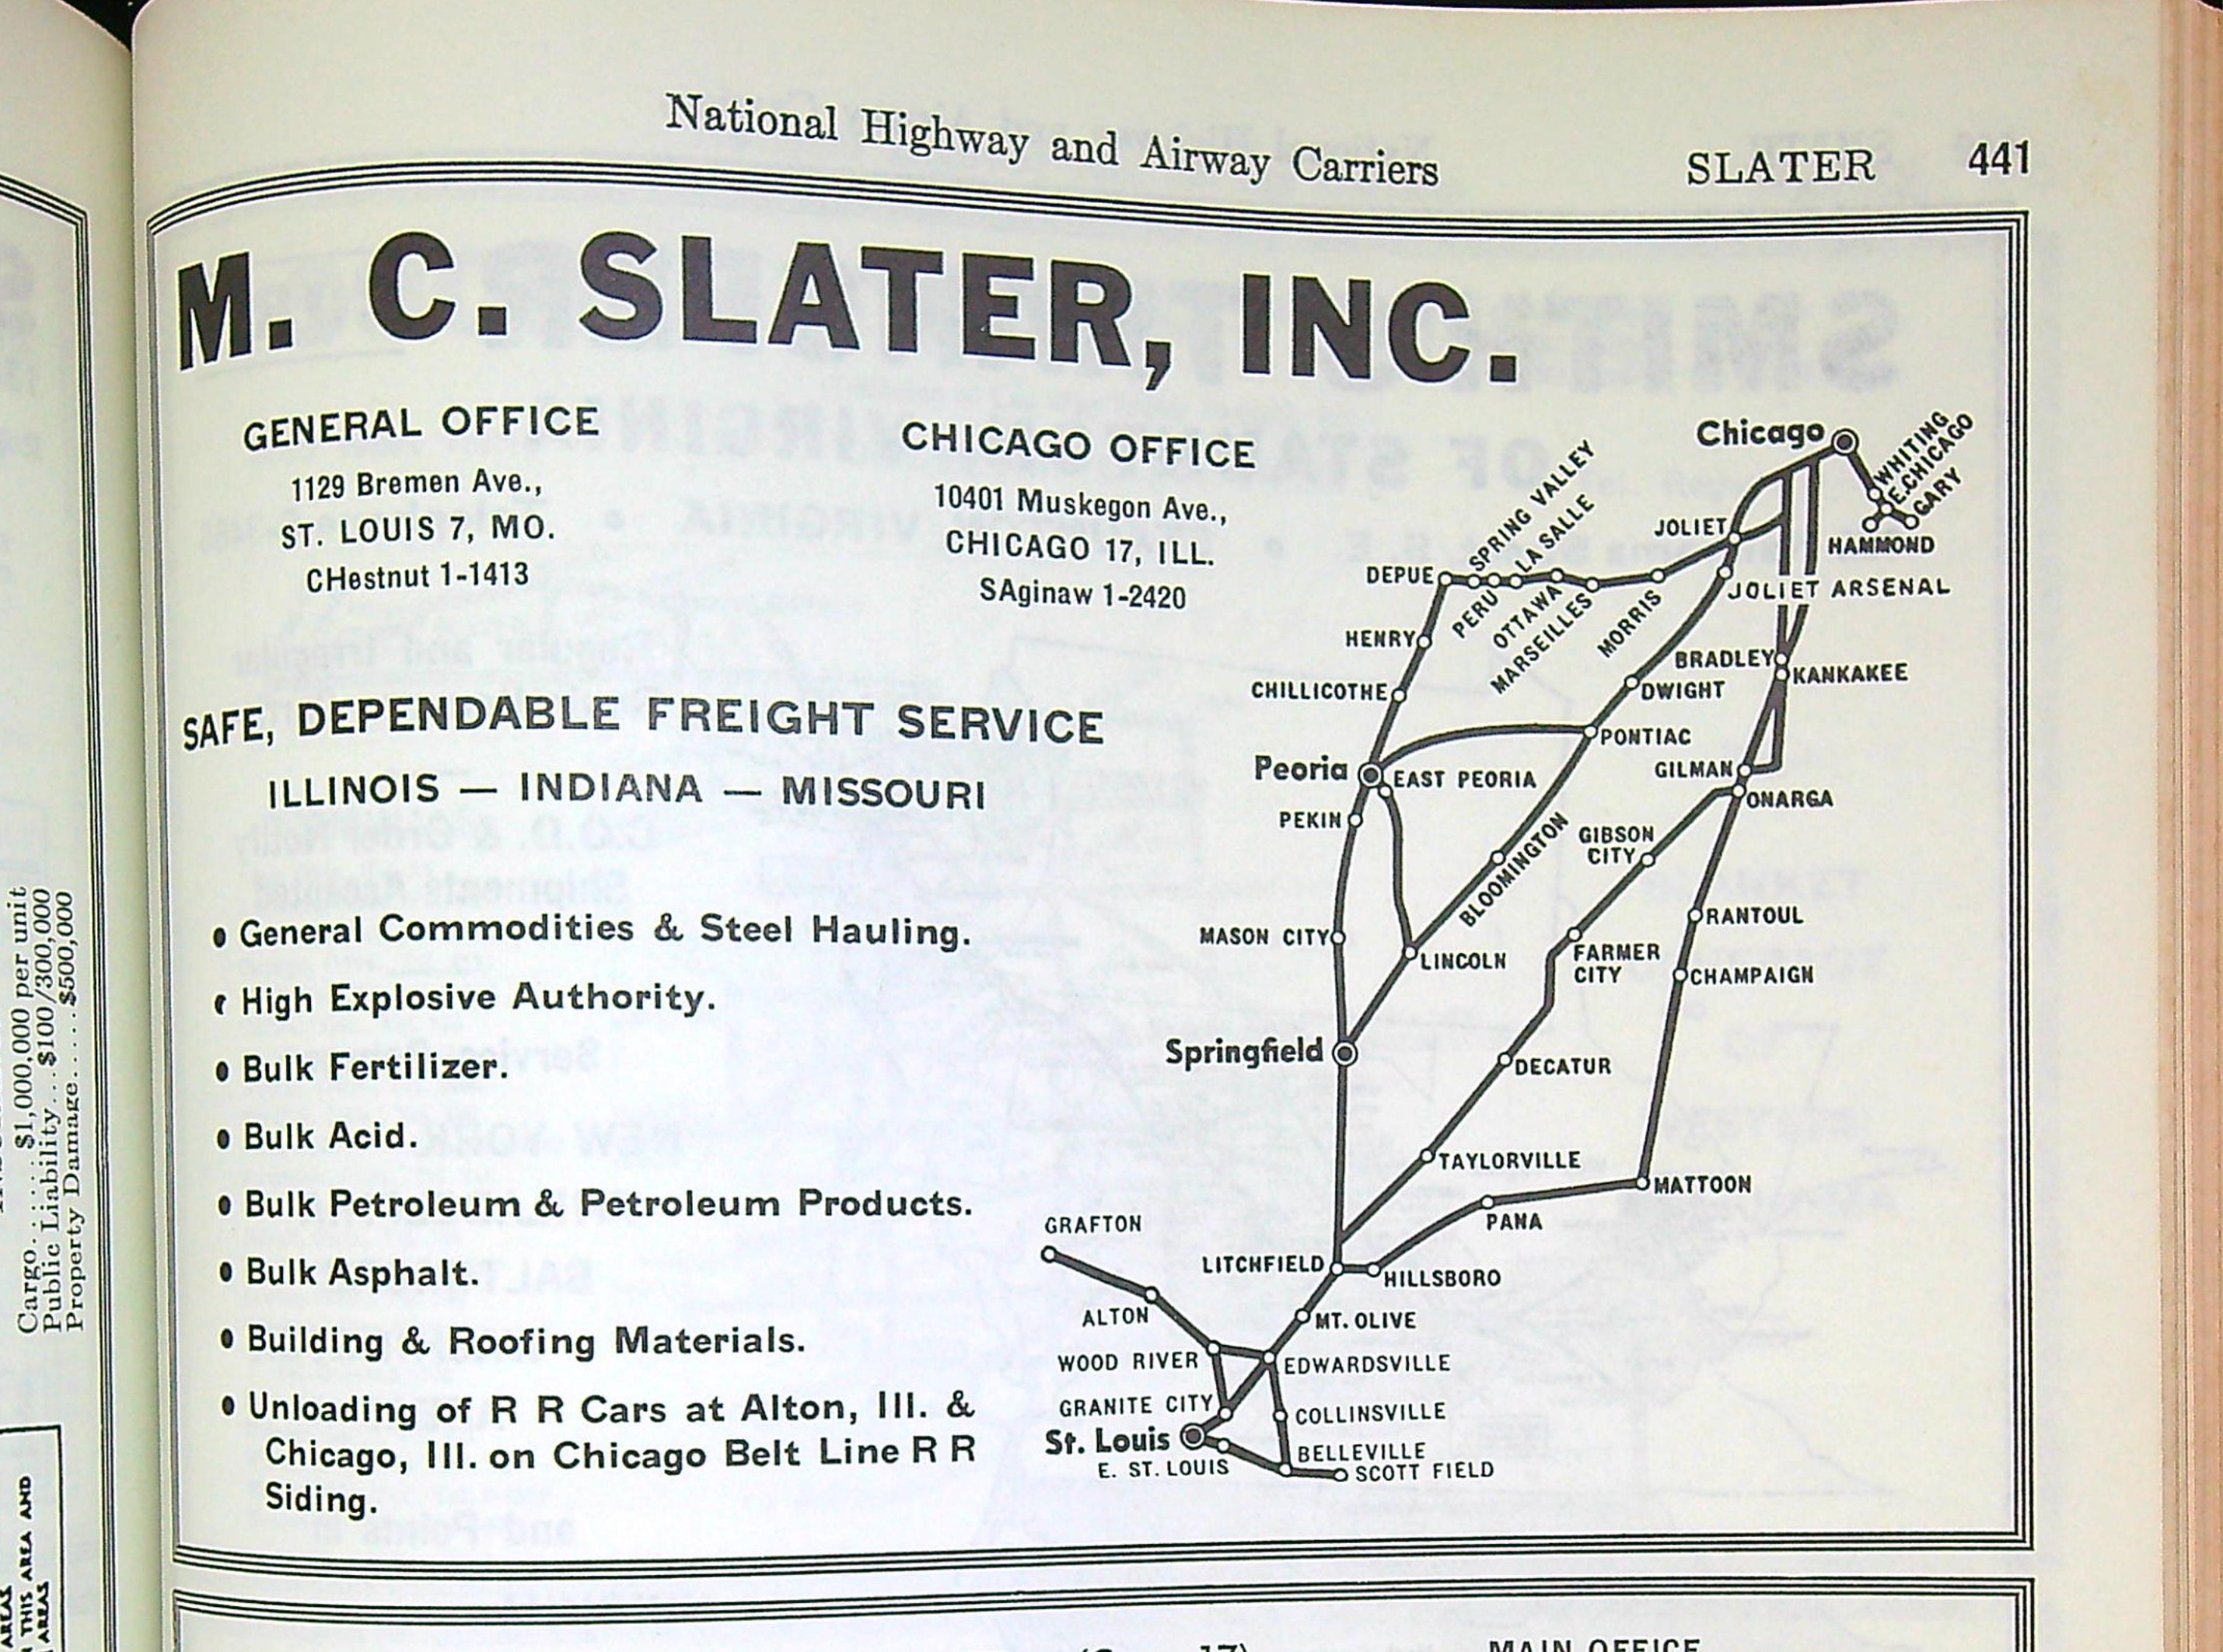 National Highway and Airway Carriers SLATER 441
M. C. SLATER, INC.
GENERAL OFFICE
1129 Bremen Ave.,
ST. LOUIS 7, MO.
CHestnut 1-1413
CHICAGO OFFICE
10401 Muskegon Ave.,
CHICAGO 17, ILL.
SAginaw 1-2420
SAFE, DEPENDABLE FREIGHT SERVICE
ILLINOIS — INDIANA — MISSOURI
• General Commodities & Steel Hauling.
• High Explosive Authority.
• Bulk Fertilizer.
• Bulk Acid.
• Bulk Petroleum & Petroleum Products.
• Bulk Asphalt.
• Building & Roofing Materials.
• Unloading of R R Cars at Alton, Ill. &
Chicago, Ill. on Chicago Belt Line R R
Siding.
Chicago
WHITING
E.CHICAGO
GARY
HAMMOND
JOLIET
JOLIET ARSENAL
SPRING VALLEY
LA SALLE
DEPUE
PERU
OTTAWA
MARSEILLES
MORRIS
HENRY
BRADLEY
KANKAKEE
CHILLICOTHE
DWIGHT
PONTIAC
Peoria
EAST PEORIA
GILMAN
ONARGA
PEKIN
BLOOMINGTON
GIBSON
CITY
MASON CITY
LINCOLN
FARMER
CITY
RANTOUL
CHAMPAIGN
Springfield
DECATUR
TAYLORVILLE
MATTOON
PANA
GRAFTON
LITCHFIELD
HILLSBORO
ALTON
MT. OLIVE
WOOD RIVER
EDWARDSVILLE
GRANITE CITY
COLLINSVILLE
St. Louis
BELLEVILLE
E. ST. LOUIS
SCOTT FIELD
Cargo........$1,000,000 per unit
Public Liability...$100/300,000
Property Damage.....$500,000
THIS AREA AND
AREAS
MAIN OFFICE